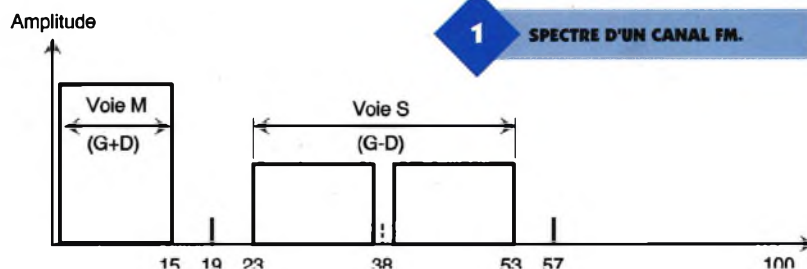 Amplitude
1
SPECTRE D'UN CANAL FM.
Voie M
(G+D)
Voie S
(G-D)
15 19 23 38 53 57 100